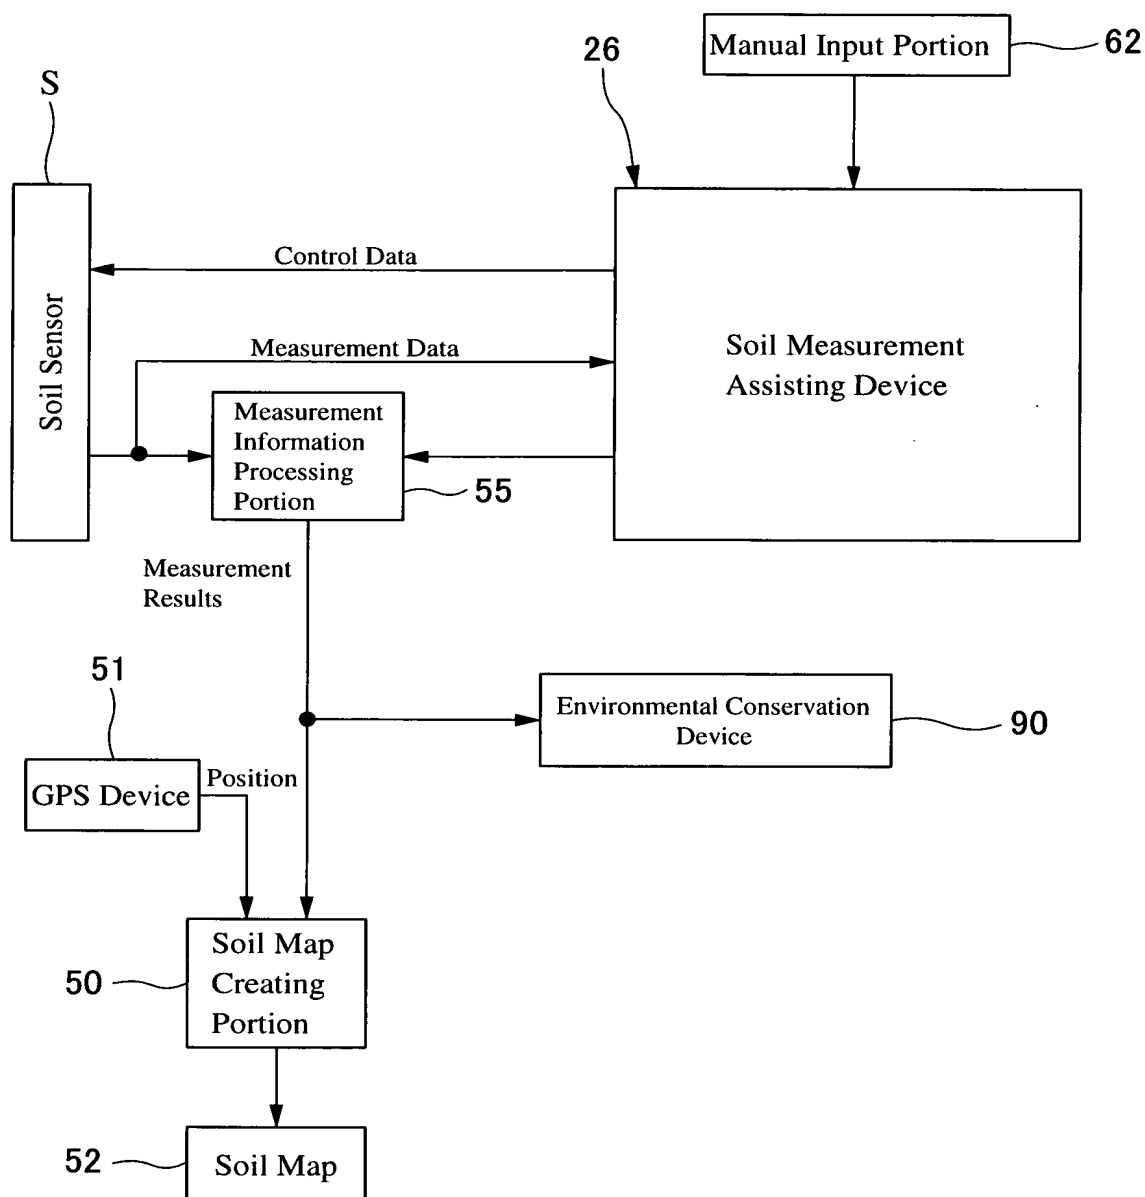 Manual Input Portion
62
26
S
Soil Sensor
Control Data
Measurement Data
Soil Measurement
Assisting Device
Measurement
Information
Processing
Portion
55
Measurement
Results
51
Environmental Conservation
Device
90
GPS Device
Position
Soil Map
Creating
Portion
50
52
Soil Map